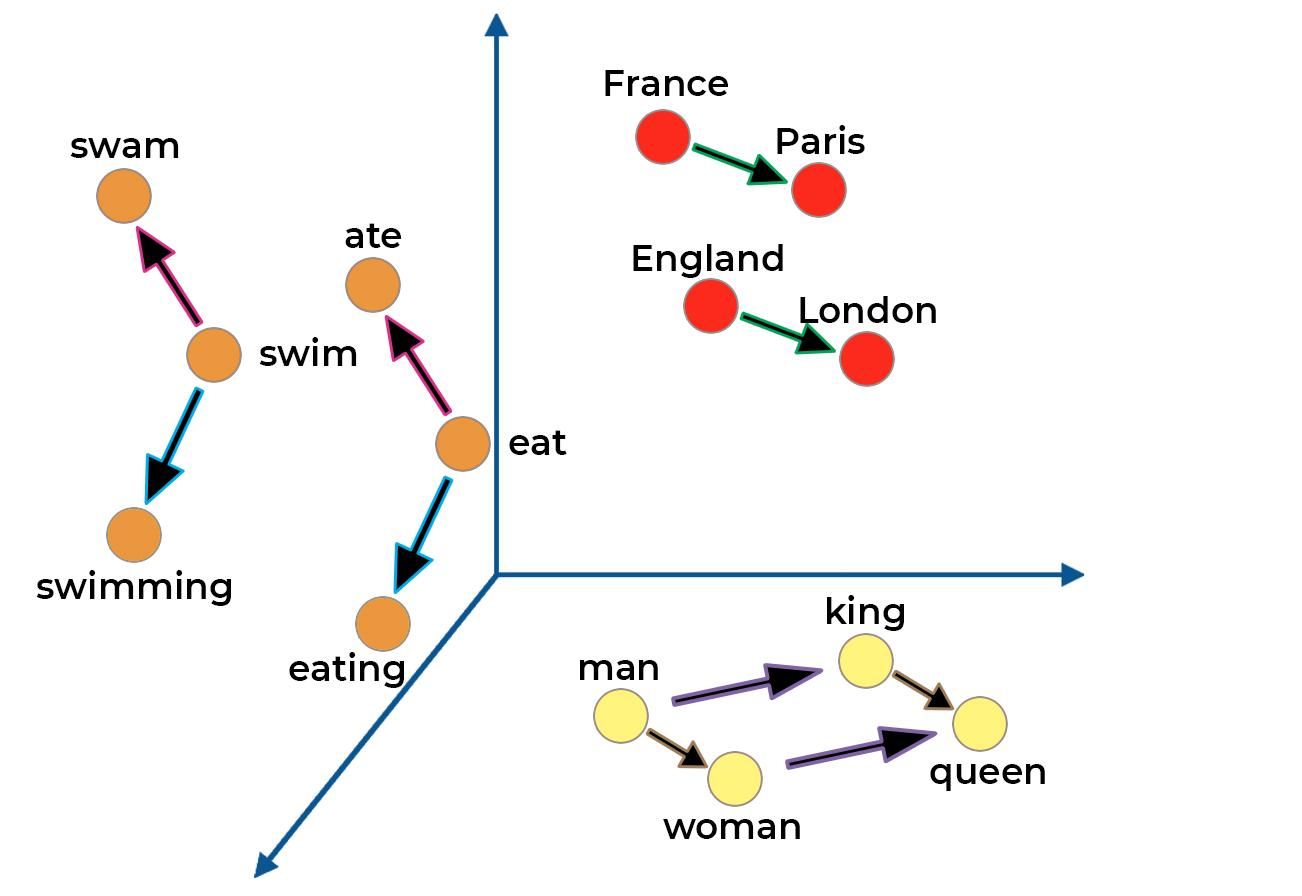 France
swam
Paris
ate
England
London
swim
eat
swimming
king
eating
man
queen
woman